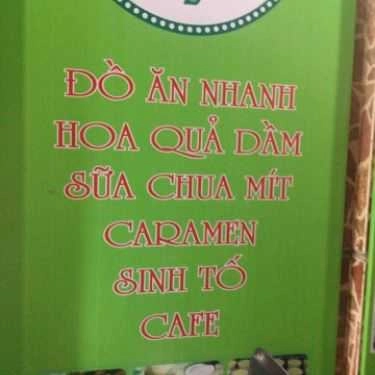 ĐỒ ĂN NHANH
HOA QUẢ DẦM
SỮA CHUA MÍT
CARAMEN
SINH TỐ
CAFE